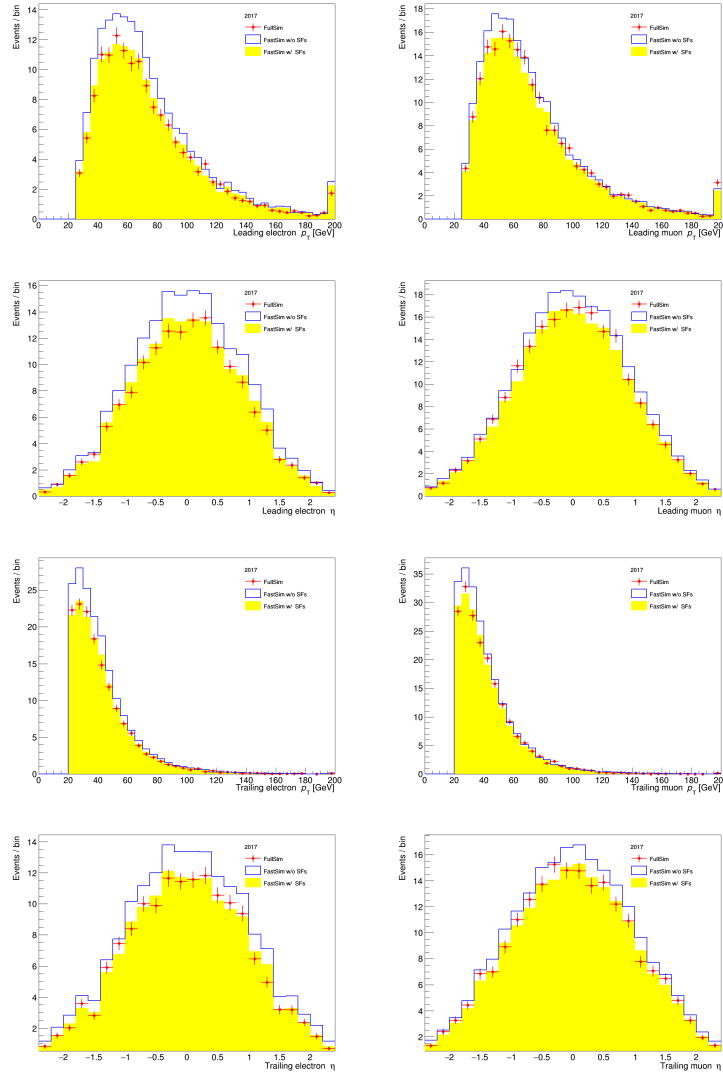 Events / bin
14
12
10
8
6
4
2
0
2017
FullSim
FastSim w/o SFs
FastSim w/ SFs
0 20 40 60 80 100 120 140 160 180 200
Leading electron p_T [GeV]
Events / bin
18
16
14
12
10
8
6
4
2
0
2017
FullSim
FastSim w/o SFs
FastSim w/ SFs
0 20 40 60 80 100 120 140 160 180 20
Leading muon p_T [GeV]
Events / bin
16
14
12
10
8
6
4
2
0
2017
FullSim
FastSim w/o SFs
FastSim w/ SFs
−2 −1.5 −1 −0.5 0 0.5 1 1.5 2
Leading electron η
Events / bin
18
16
14
12
10
8
6
4
2
0
2017
FullSim
FastSim w/o SFs
FastSim w/ SFs
−2 −1.5 −1 −0.5 0 0.5 1 1.5 2
Leading muon η
Events / bin
25
20
15
10
5
0
2017
FullSim
FastSim w/o SFs
FastSim w/ SFs
0 20 40 60 80 100 120 140 160 180 200
Trailing electron p_T [GeV]
Events / bin
35
30
25
20
15
10
5
0
2017
FullSim
FastSim w/o SFs
FastSim w/ SFs
0 20 40 60 80 100 120 140 160 180 20
Trailing muon p_T [GeV]
Events / bin
14
12
10
8
6
4
2
2017
FullSim
FastSim w/o SFs
FastSim w/ SFs
−2 −1.5 −1 −0.5 0 0.5 1 1.5 2
Trailing electron η
Events / bin
16
14
12
10
8
6
4
2
2017
FullSim
FastSim w/o SFs
FastSim w/ SFs
−2 −1.5 −1 −0.5 0 0.5 1 1.5 2
Trailing muon η